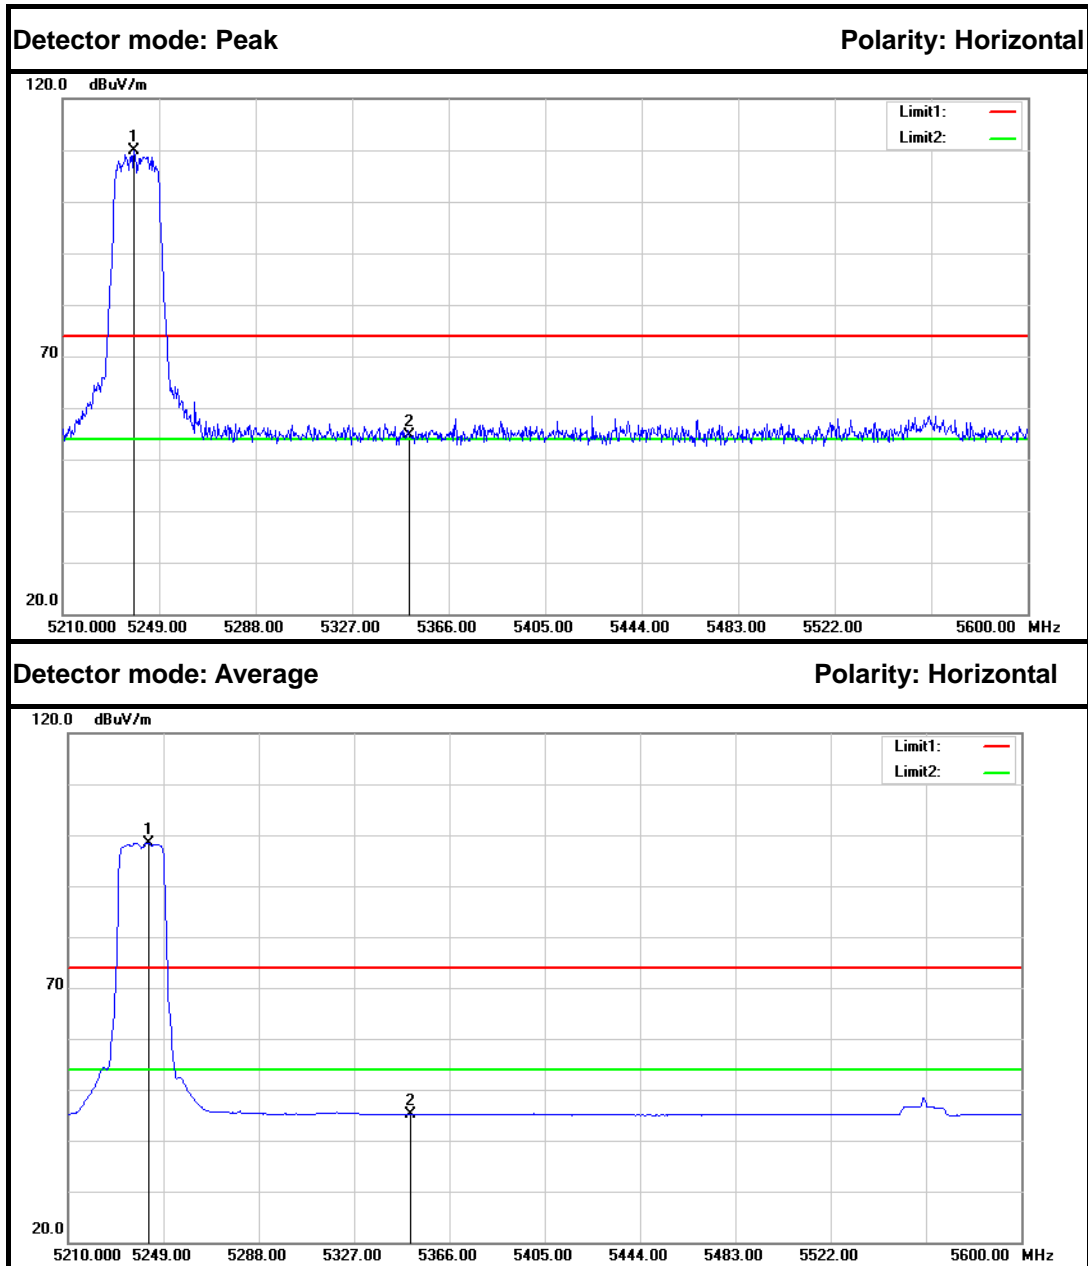 Detector mode: Peak Polarity: Horizontal
120.0 dBuV/m
Limit1:
Limit2:
1
70
2
20.0
5210.000 5249.00 5288.00 5327.00 5366.00 5405.00 5444.00 5483.00 5522.00 5600.00 MHz
Detector mode: Average Polarity: Horizontal
120.0 dBuV/m
Limit1:
Limit2:
1
70
2
20.0
5210.000 5249.00 5288.00 5327.00 5366.00 5405.00 5444.00 5483.00 5522.00 5600.00 MHz